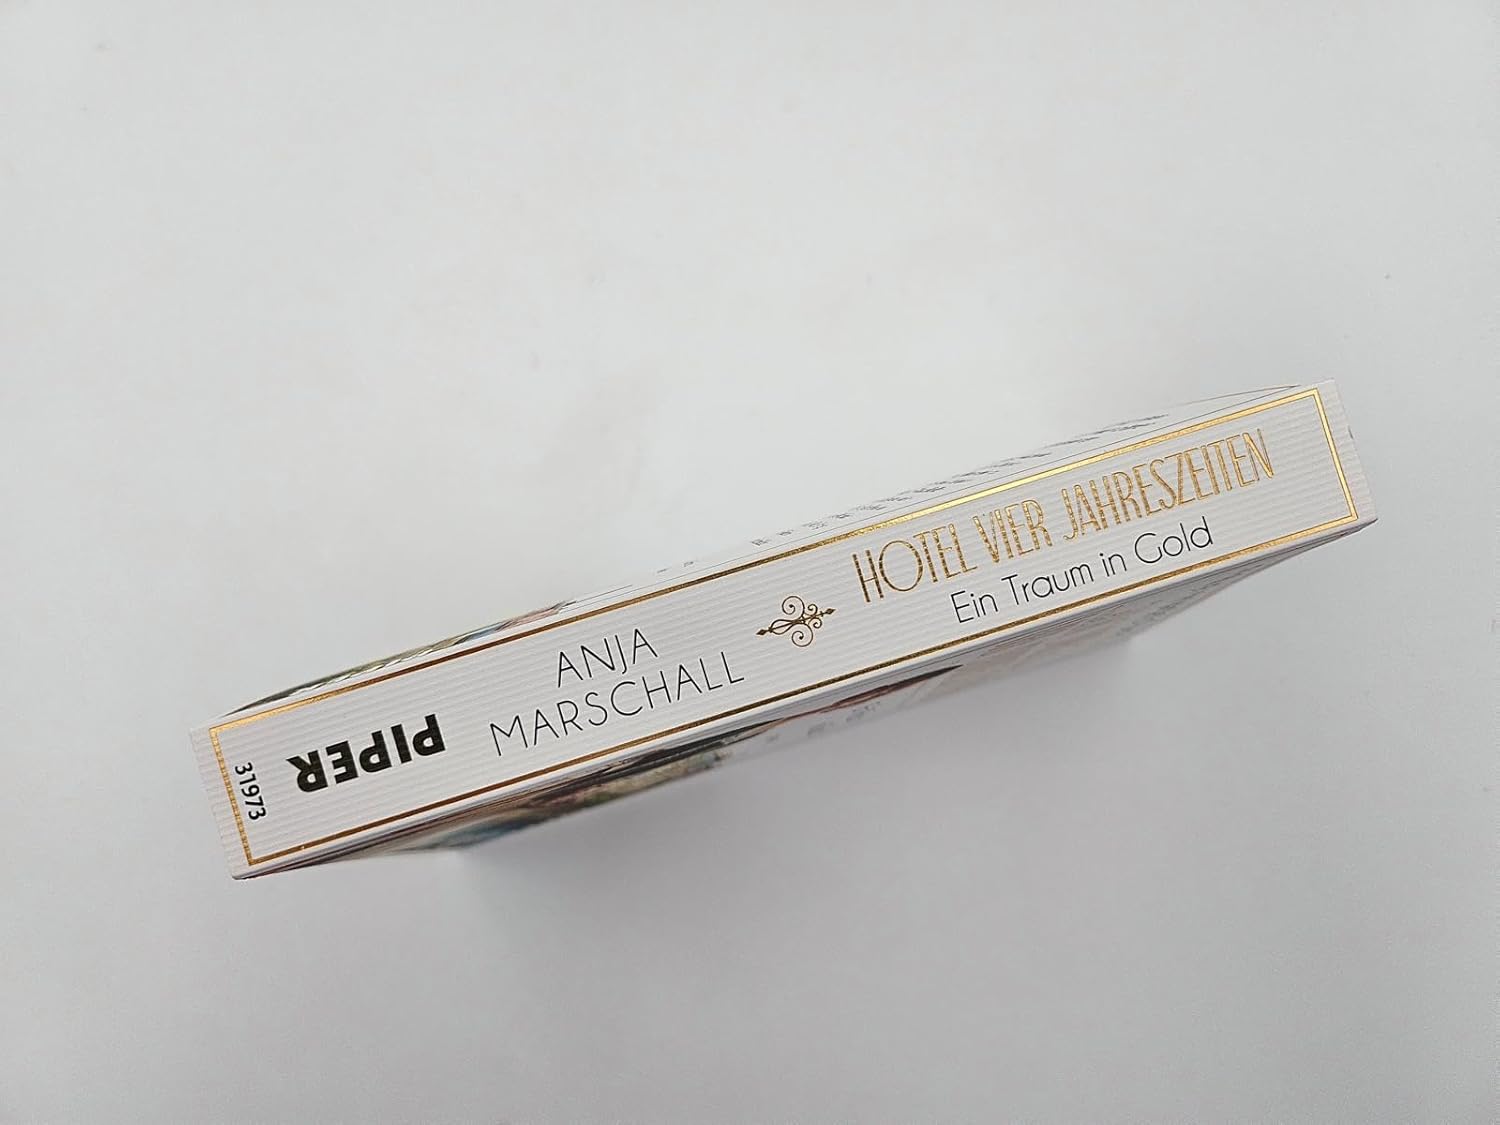 HOTEL VIER JAHRESZEITEN
Ein Traum in Gold
ANJA
MARSCHALL
PIPER
31973